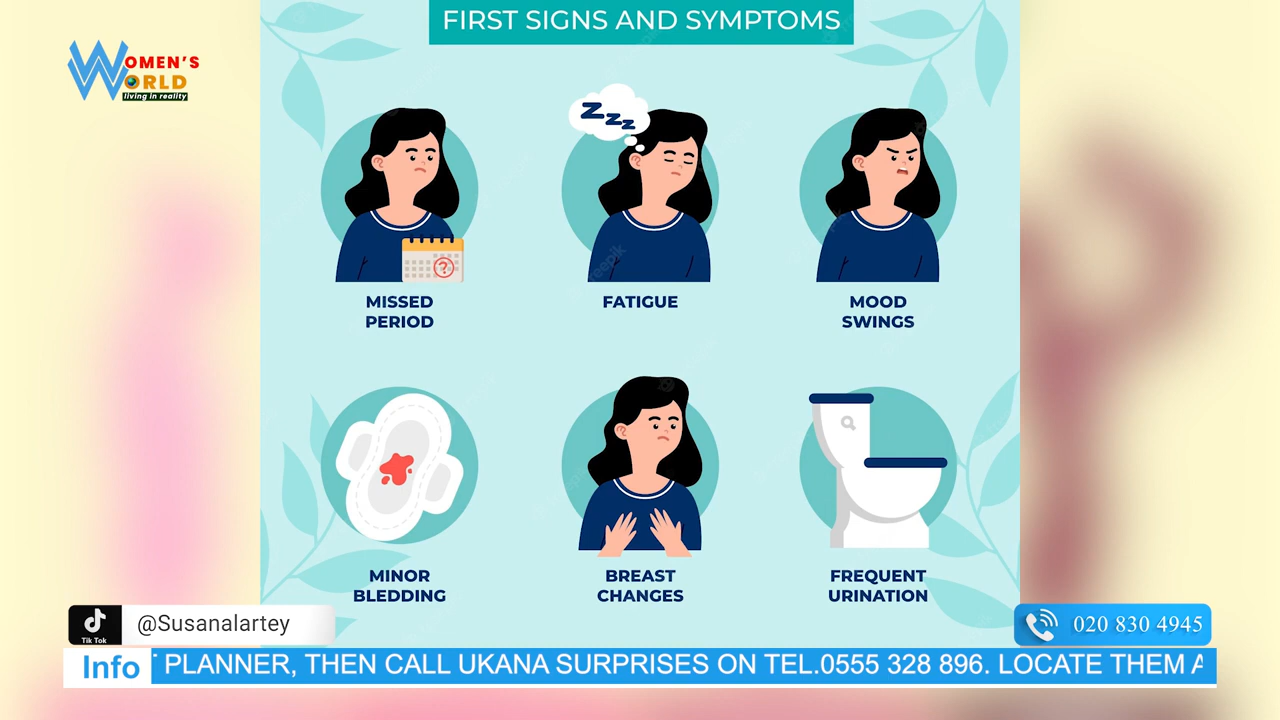 FIRST SIGNS AND SYMPTOMS
WOMEN'S
WORLD
living in reality
Zzz
?
MISSED
PERIOD
FATIGUE
MOOD
SWINGS
MINOR
BLEDDING
BREAST
CHANGES
FREQUENT
URINATION
Tik Tok
@Susanalartey
020 830 4945
Info
PLANNER, THEN CALL UKANA SURPRISES ON TEL.0555 328 896. LOCATE THEM